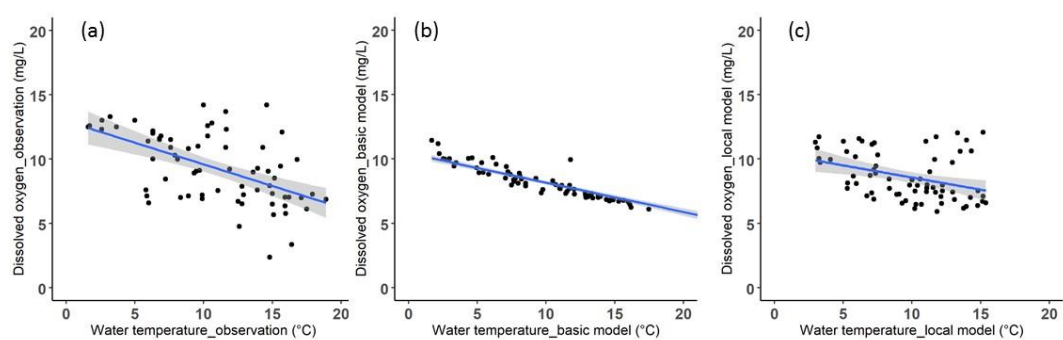 (a)
Dissolved oxygen_observation (mg/L)
20
15
10
5
0
0 5 10 15 20
Water temperature_observation (°C)
(b)
Dissolved oxygen_basic model (mg/L)
20
15
10
5
0
0 5 10 15 20
Water temperature_basic model (°C)
(c)
Dissolved oxygen_local model (mg/L)
20
15
10
5
0
0 5 10 15 20
Water temperature_local model (°C)